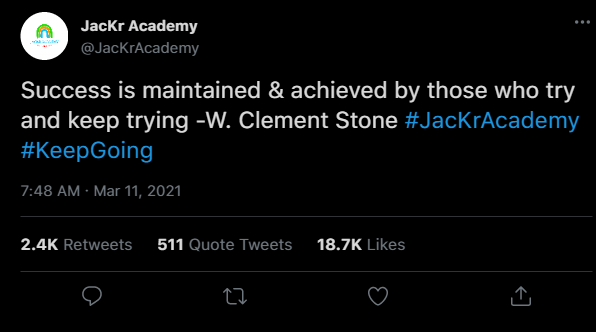 JacKr Academy
@JacKrAcademy
Success is maintained & achieved by those who try
and keep trying -W. Clement Stone #JacKrAcademy
#KeepGoing
7:48 AM · Mar 11, 2021
2.4K Retweets 511 Quote Tweets 18.7K Likes